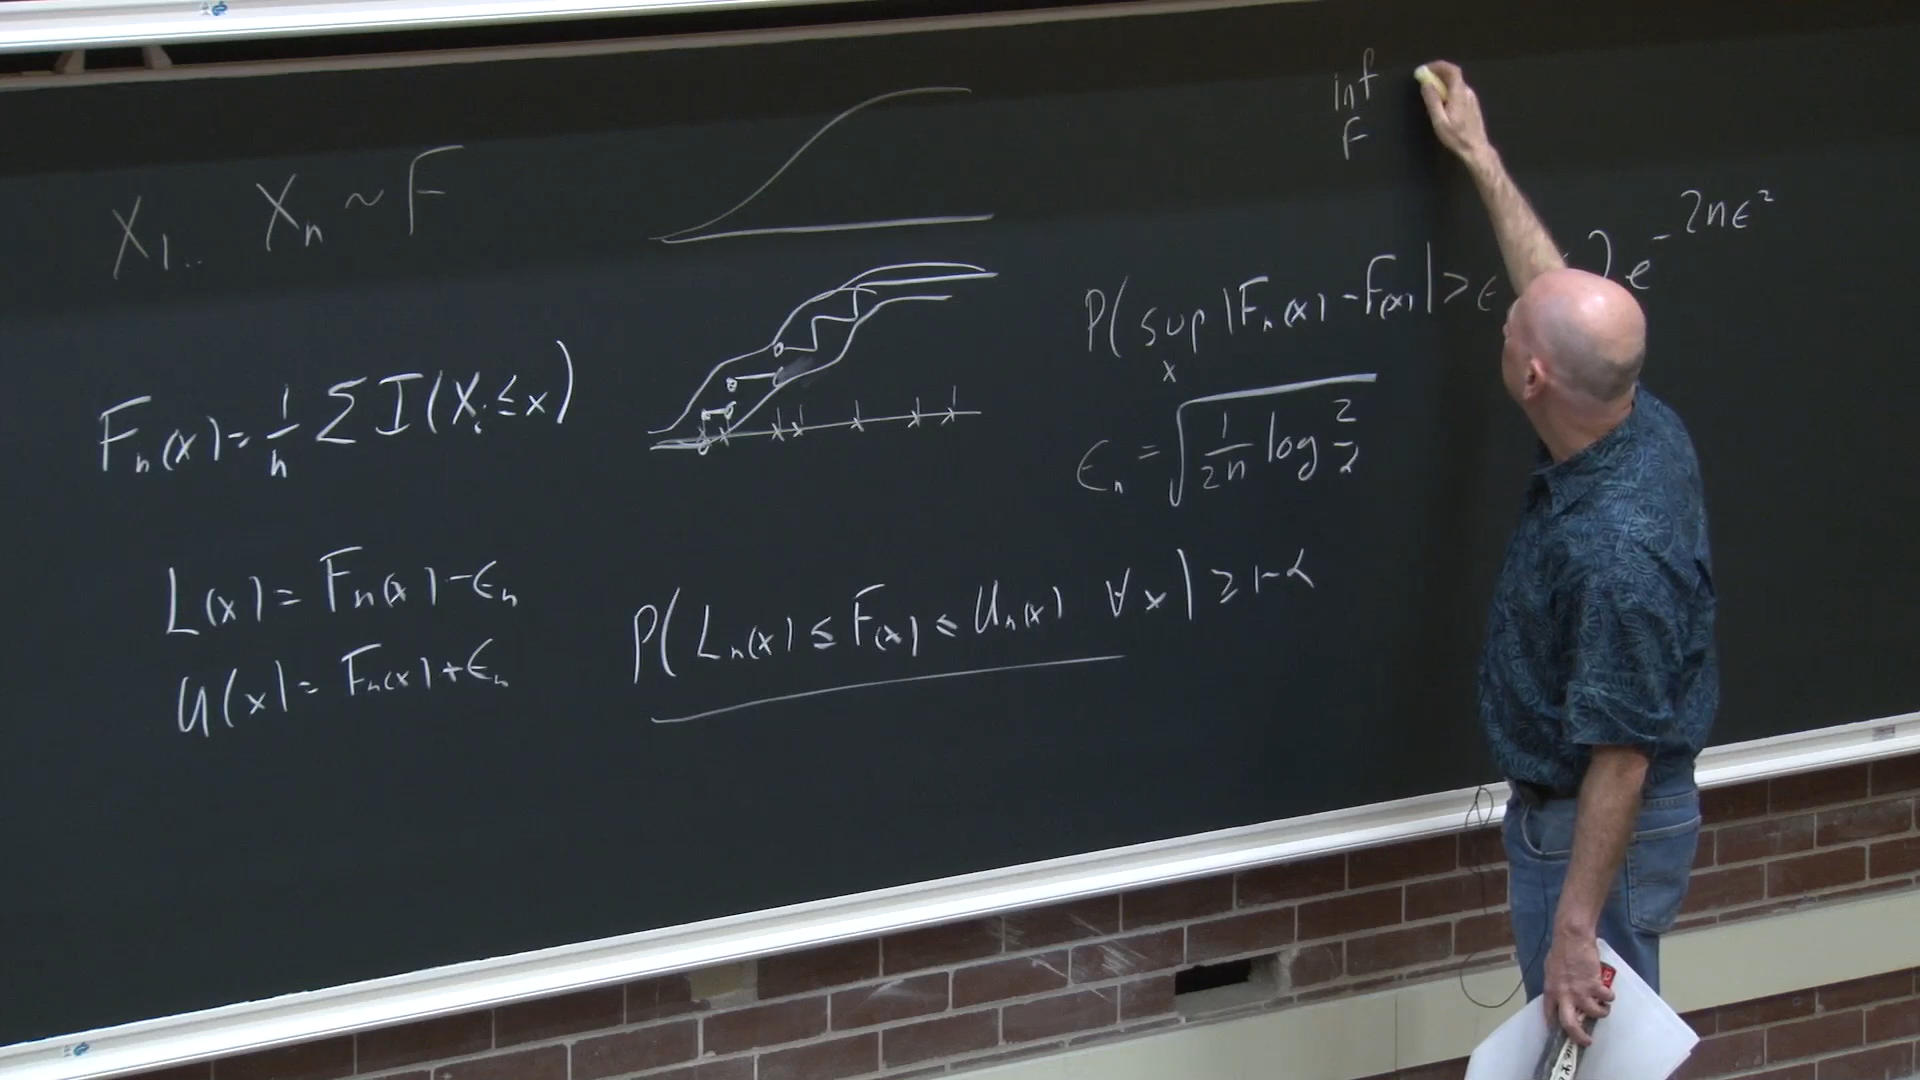 X₁.. Xₙ ~ F
Fₙ(x) = 1/n Σ I(Xᵢ ≤ x)
L(x) = Fₙ(x) - εₙ
U(x) = Fₙ(x) + εₙ
P( Lₙ(x) ≤ F(x) ≤ Uₙ(x) ∀x ) ≥ 1-α
inf
F
P( sup |Fₙ(x) - F(x)| > ε 2 e^{-2nε²}
x
εₙ = √(1/2n log 2/α)